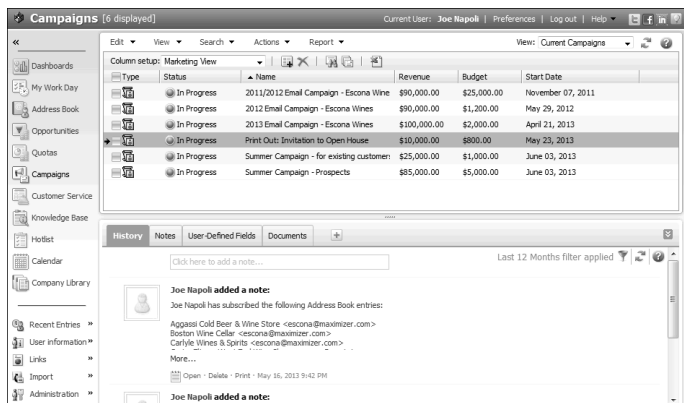 Campaigns [6 displayed]
Current User: Joe Napoli | Preferences | Log out | Help
«
Edit View Search Actions Report View: Current Campaigns
Column setup: Marketing View
Type Status Name Revenue Budget Start Date
In Progress 2011/2012 Email Campaign - Escona Wine $90,000.00 $25,000.00 November 07, 2011
In Progress 2012 Email Campaign - Escona Wines $90,000.00 $1,200.00 May 29, 2012
In Progress 2013 Email Campaign - Escona Wines $100,000.00 $2,000.00 April 21, 2013
In Progress Print Out: Invitation to Open House $10,000.00 $800.00 May 23, 2013
In Progress Summer Campaign - for existing customer: $25,000.00 $1,000.00 June 03, 2013
In Progress Summer Campaign - Prospects $85,000.00 $5,000.00 June 03, 2013
Dashboards
My Work Day
Address Book
Opportunities
Quotas
Campaigns
Customer Service
Knowledge Base
Hotlist
Calendar
Company Library
Recent Entries »
User information »
Links »
Import »
Administration »
History Notes User-Defined Fields Documents +
Click here to add a note....
Last 12 Months filter applied
Joe Napoli added a note:
Joe Napoli has subscribed the following Address Book entries:
Aggassi Cold Beer & Wine Store <escona@maximizer.com>
Boston Wine Cellar <escona@maximizer.com>
Carlyle Wines & Spirits <escona@maximizer.com>
More...
Open · Delete · Print · May 16, 2013 9:42 PM
Joe Napoli added a note: